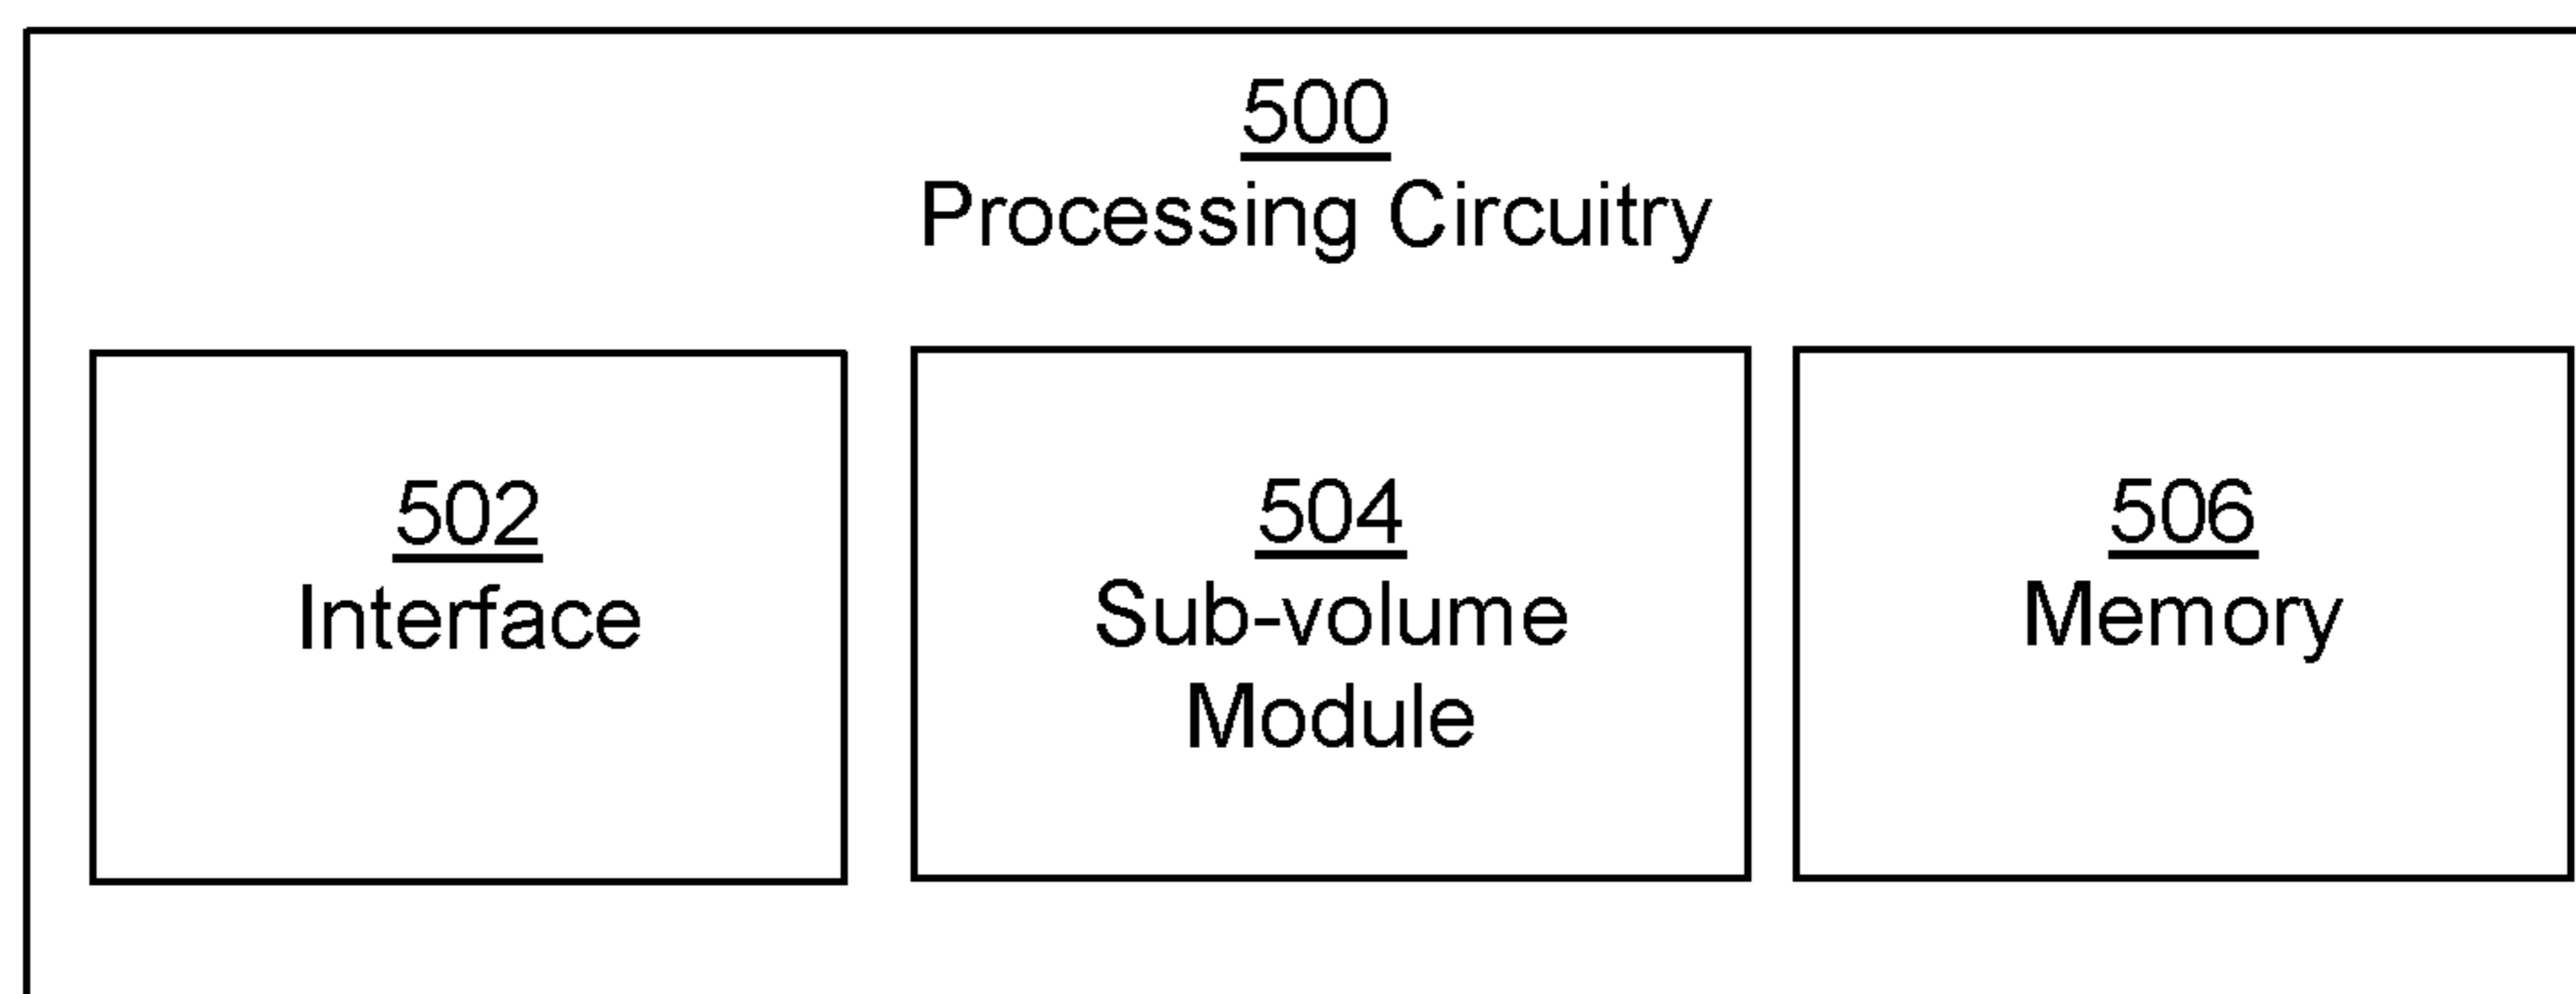 500
Processing Circuitry
502
Interface
504
Sub-volume
Module
506
Memory